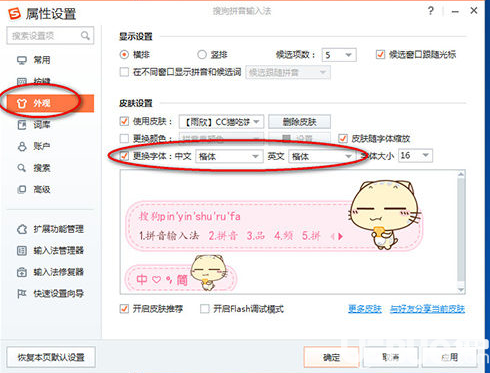 S 属性设置 搜狗拼音输入法 ?
搜索设置项
常用
按键
外观
词库
账户
搜索
高级
扩展功能管理
输入法管理器
输入法修复器
快速设置向导
显示设置
横排 竖排 候选项数: 5 候选窗口跟随光标
在不同窗口显示拼音和候选词 候选跟随拼音
皮肤设置
使用皮肤: 【雨欣】CC猫吃饼 删除皮肤
更换颜色: 设置 皮肤随字体缩放
更换字体: 中文 楷体 英文 楷体 字体大小 16
搜狗pin'yin'shu'ru'fa
1.拼音输入法 2.拼音 3.品 4.频 5.拼
中 简
开启皮肤推荐 开启Flash调试模式 更多皮肤 与好友分享当前皮肤
恢复本页默认设置 确定 取消 应用